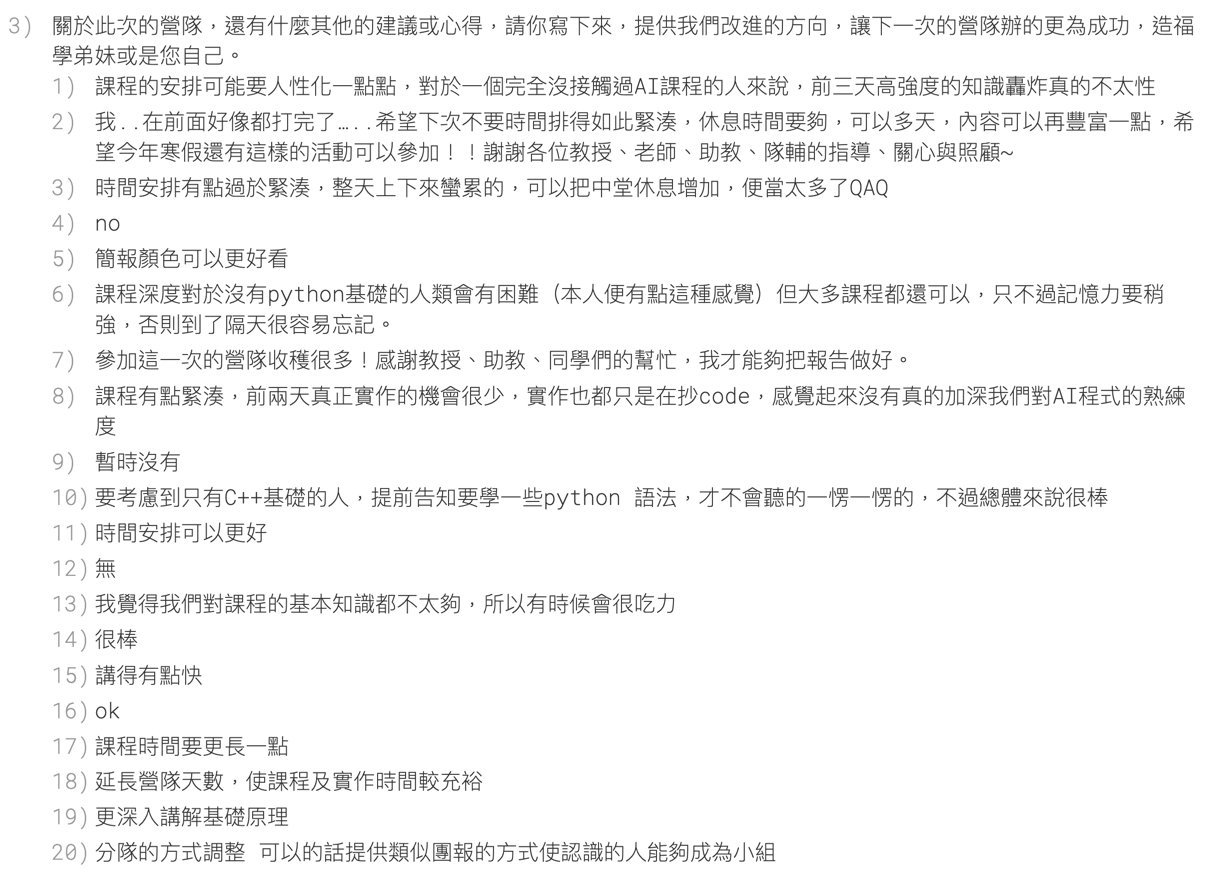 3) 關於此次的營隊，還有什麼其他的建議或心得，請你寫下來，提供我們改進的方向，讓下一次的營隊辦的更為成功，造福
學弟妹或是您自己。
1) 課程的安排可能要人性化一點點，對於一個完全沒接觸過AI課程的人來說，前三天高強度的知識轟炸真的不太性
2) 我..在前面好像都打完了…..希望下次不要時間排得如此緊湊，休息時間要夠，可以多天，內容可以再豐富一點，希
望今年寒假還有這樣的活動可以參加！！謝謝各位教授、老師、助教、隊輔的指導、關心與照顧~
3) 時間安排有點過於緊湊，整天上下來蠻累的，可以把中堂休息增加，便當太多了QAQ
4) no
5) 簡報顏色可以更好看
6) 課程深度對於沒有python基礎的人類會有困難（本人便有點這種感覺）但大多課程都還可以，只不過記憶力要稍
強，否則到了隔天很容易忘記。
7) 參加這一次的營隊收穫很多！感謝教授、助教、同學們的幫忙，我才能夠把報告做好。
8) 課程有點緊湊，前兩天真正實作的機會很少，實作也都只是在抄code，感覺起來沒有真的加深我們對AI程式的熟練
度
9) 暫時沒有
10) 要考慮到只有C++基礎的人，提前告知要學一些python 語法，才不會聽的一愣一愣的，不過總體來說很棒
11) 時間安排可以更好
12) 無
13) 我覺得我們對課程的基本知識都不太夠，所以有時候會很吃力
14) 很棒
15) 講得有點快
16) ok
17) 課程時間要更長一點
18) 延長營隊天數，使課程及實作時間較充裕
19) 更深入講解基礎原理
20) 分隊的方式調整 可以的話提供類似團報的方式使認識的人能夠成為小組